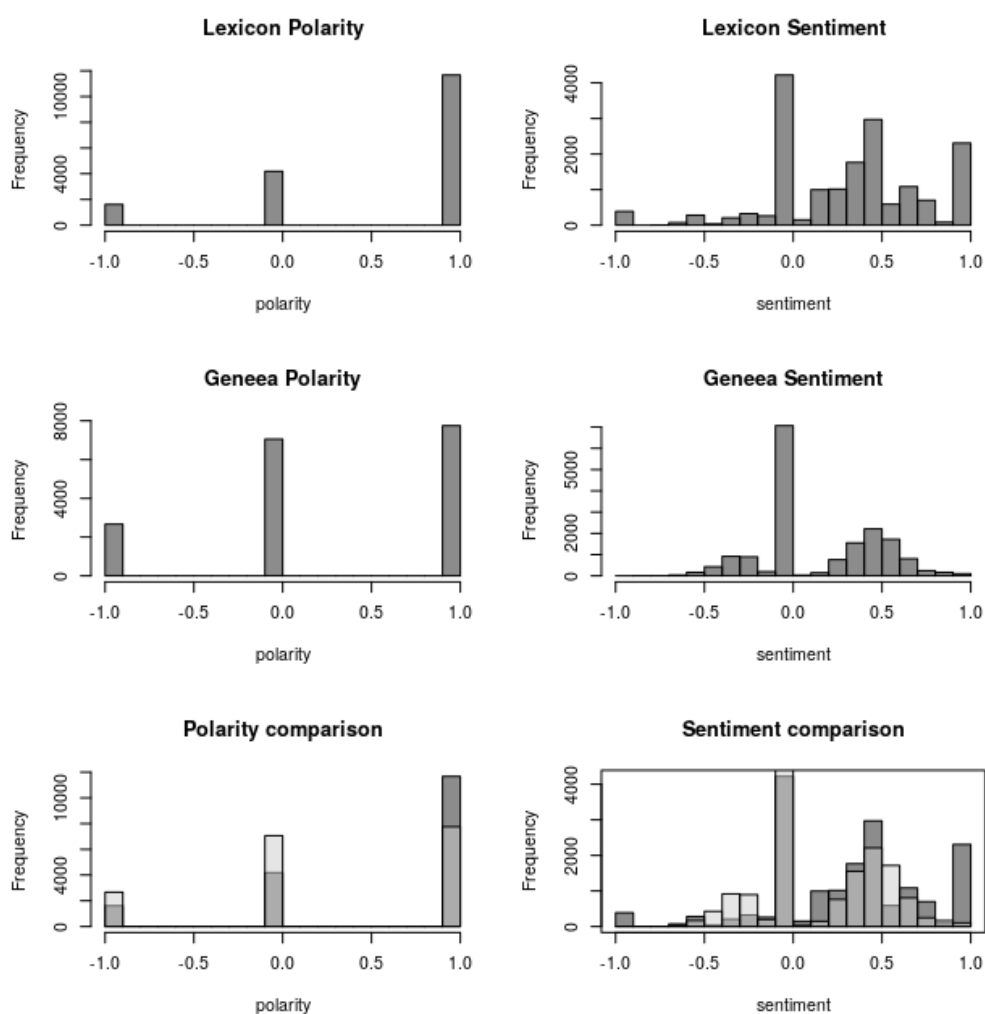 Lexicon Polarity
Frequency
0
4000
10000
-1.0 -0.5 0.0 0.5 1.0
polarity
Lexicon Sentiment
Frequency
0
2000
4000
-1.0 -0.5 0.0 0.5 1.0
sentiment
Geneea Polarity
Frequency
0
4000
8000
-1.0 -0.5 0.0 0.5 1.0
polarity
Geneea Sentiment
Frequency
0
2000
5000
-1.0 -0.5 0.0 0.5 1.0
sentiment
Polarity comparison
Frequency
0
4000
10000
-1.0 -0.5 0.0 0.5 1.0
polarity
Sentiment comparison
Frequency
0
2000
4000
-1.0 -0.5 0.0 0.5 1.0
sentiment